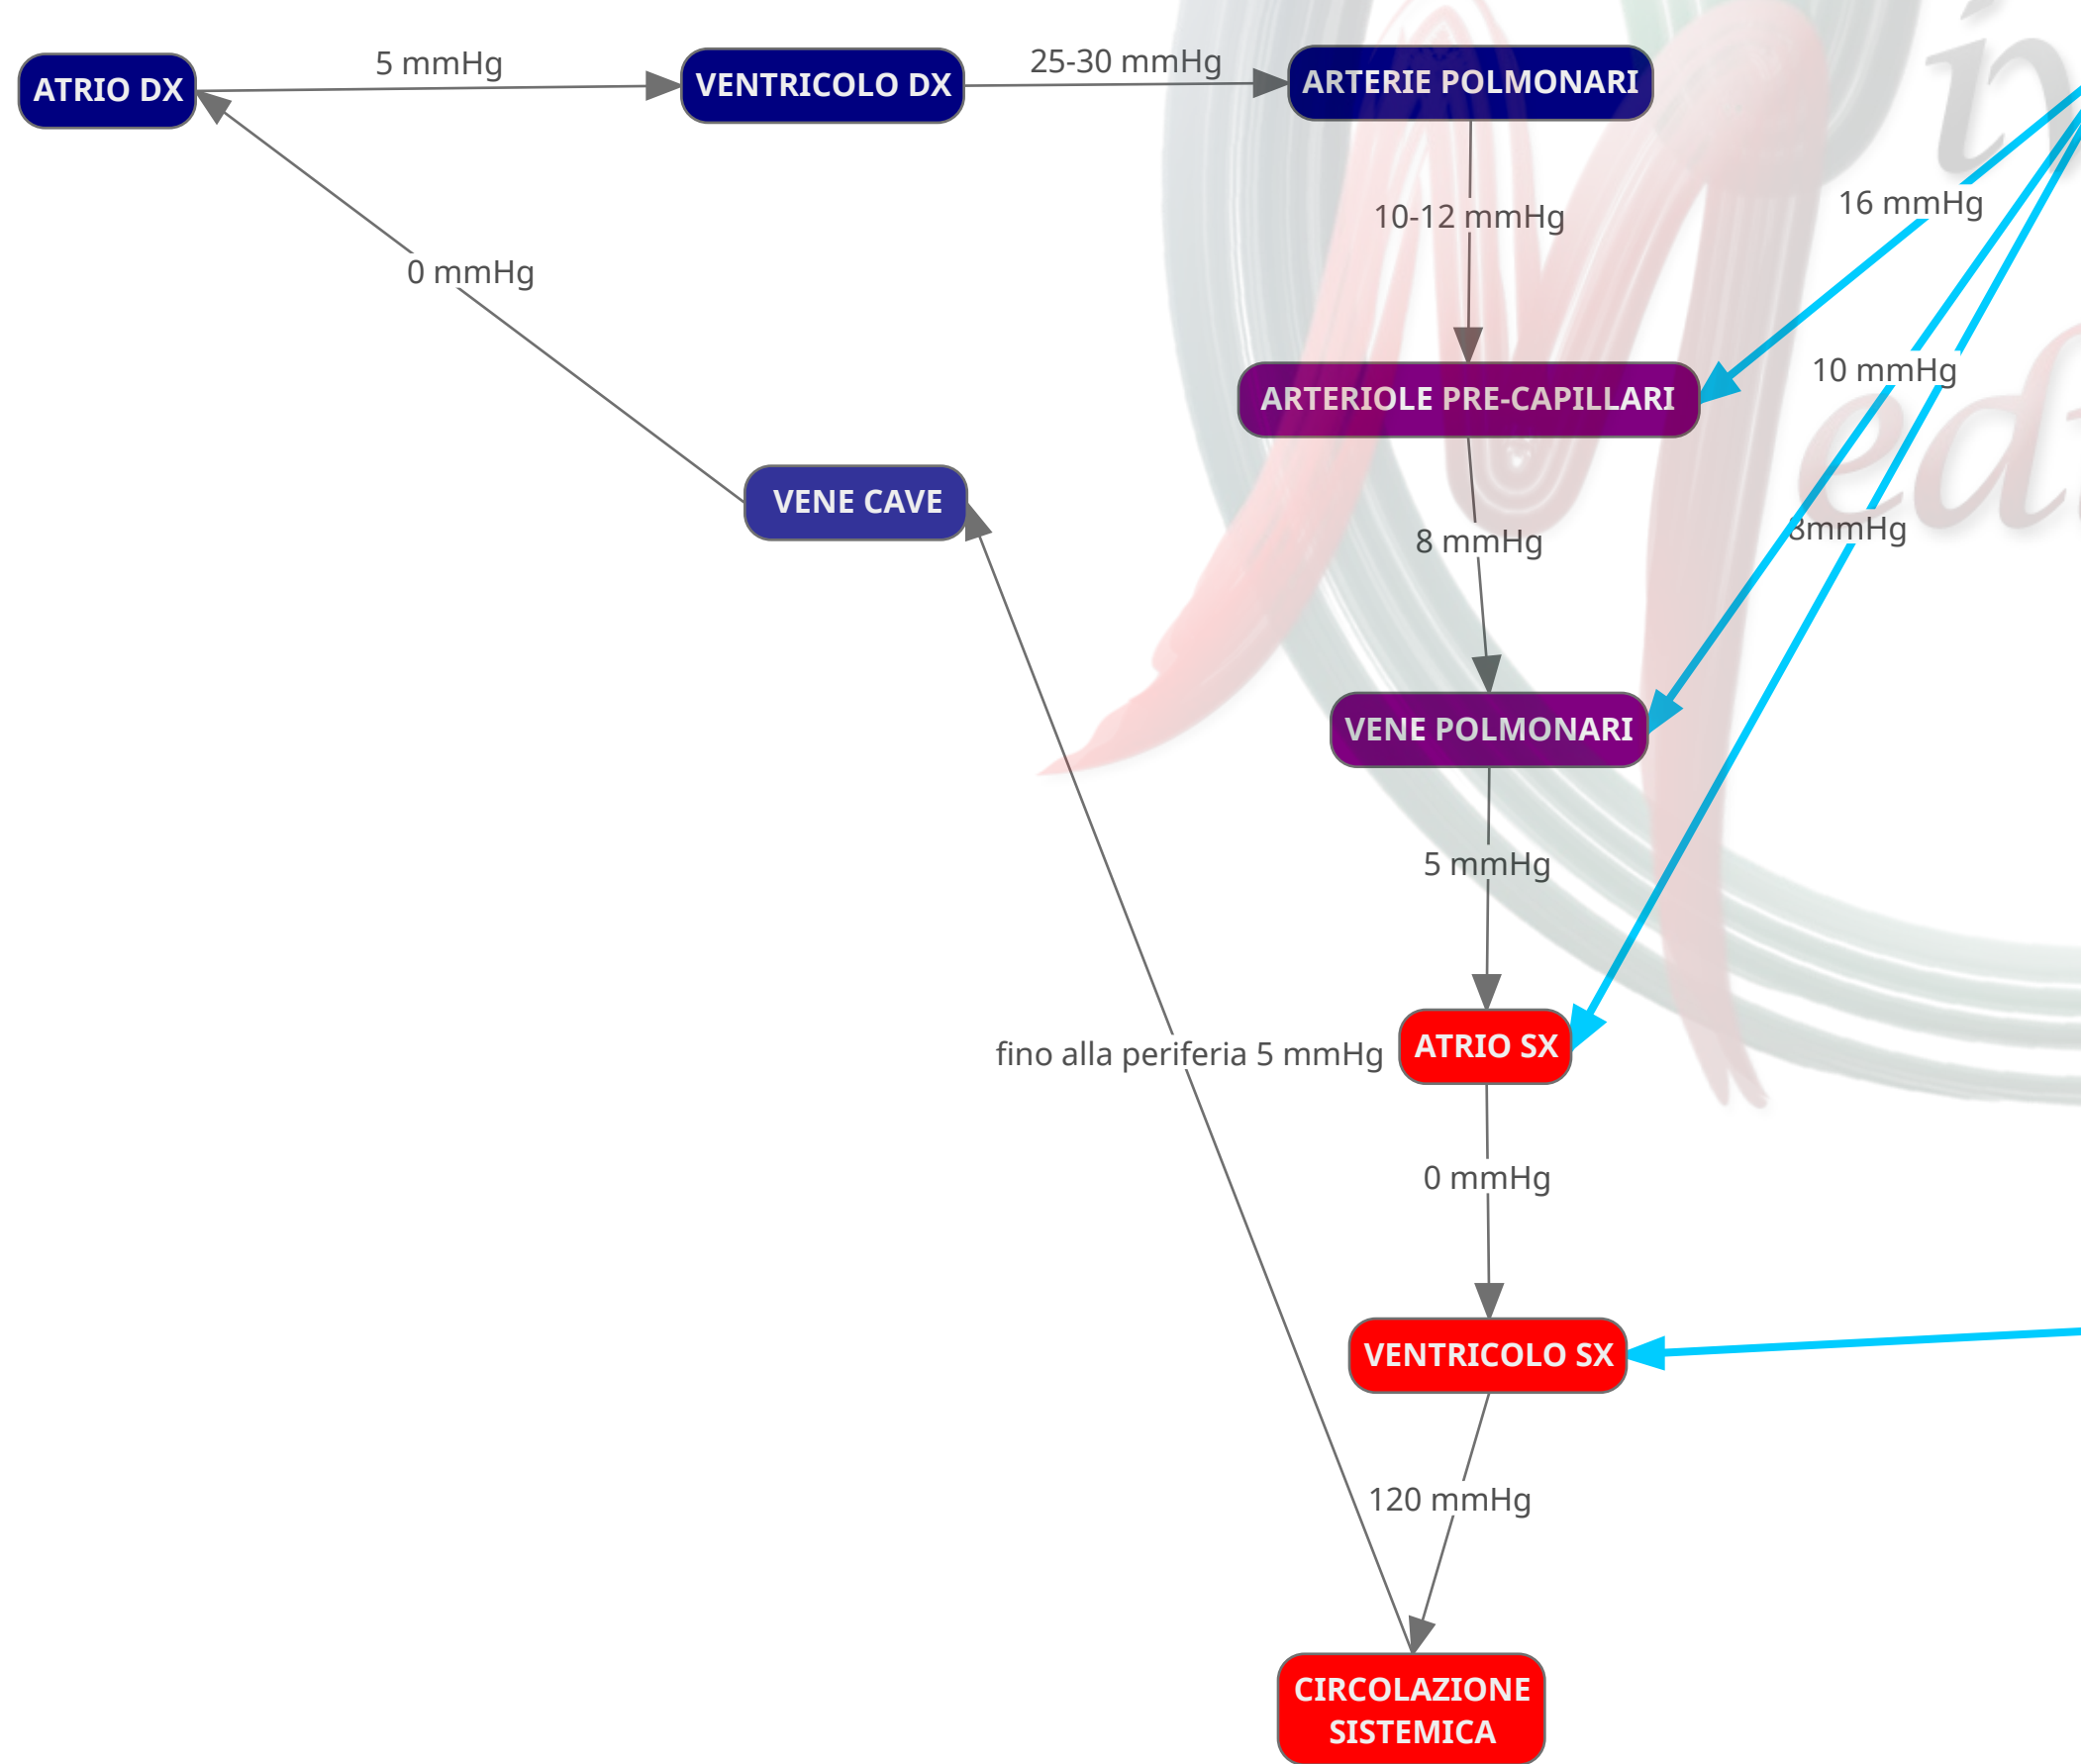 ATRIO DX
5 mmHg
VENTRICOLO DX
25-30 mmHg
ARTERIE POLMONARI
16 mmHg
10-12 mmHg
0 mmHg
10 mmHg
ARTERIOLE PRE-CAPILLARI
VENE CAVE
8mmHg
8 mmHg
VENE POLMONARI
5 mmHg
ATRIO SX
fino alla periferia 5 mmHg
0 mmHg
VENTRICOLO SX
120 mmHg
CIRCOLAZIONE
SISTEMICA